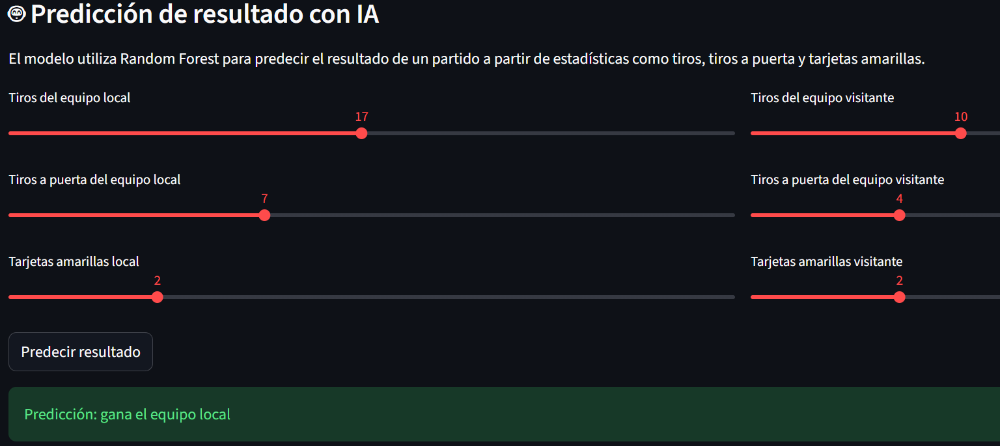 Predicción de resultado con IA
El modelo utiliza Random Forest para predecir el resultado de un partido a partir de estadísticas como tiros, tiros a puerta y tarjetas amarillas.
Tiros del equipo local
17
Tiros del equipo visitante
10
Tiros a puerta del equipo local
7
Tiros a puerta del equipo visitante
4
Tarjetas amarillas local
2
Tarjetas amarillas visitante
2
Predecir resultado
Predicción: gana el equipo local